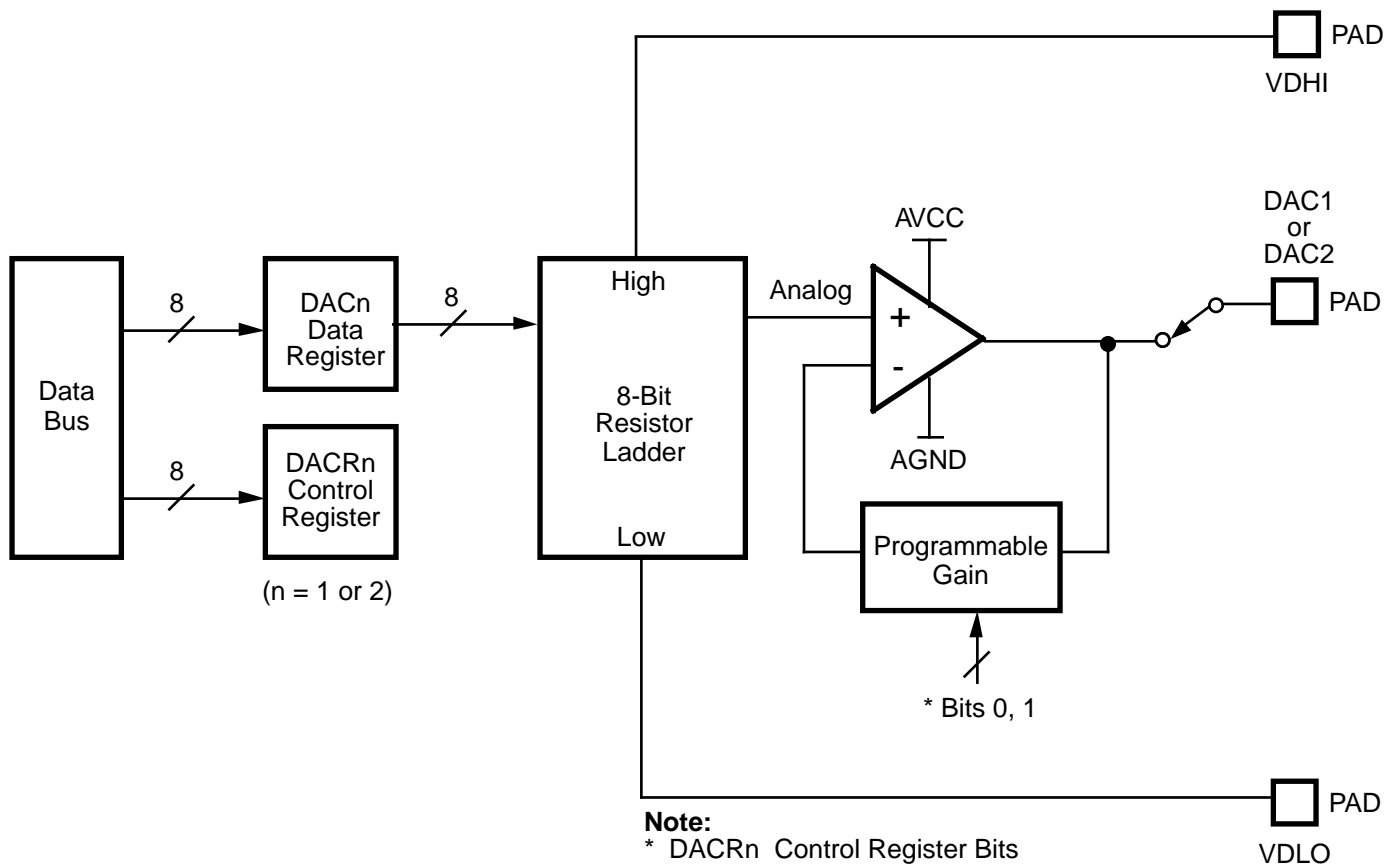 PAD
VDHI
DAC1
or
DAC2
PAD
AVCC
Analog
+
-
AGND
Data
Bus
8
DACn
Data
Register
8
8
DACRn
Control
Register
(n = 1 or 2)
High
8-Bit
Resistor
Ladder
Low
Programmable
Gain
* Bits 0, 1
PAD
VDLO
Note:
* DACRn Control Register Bits